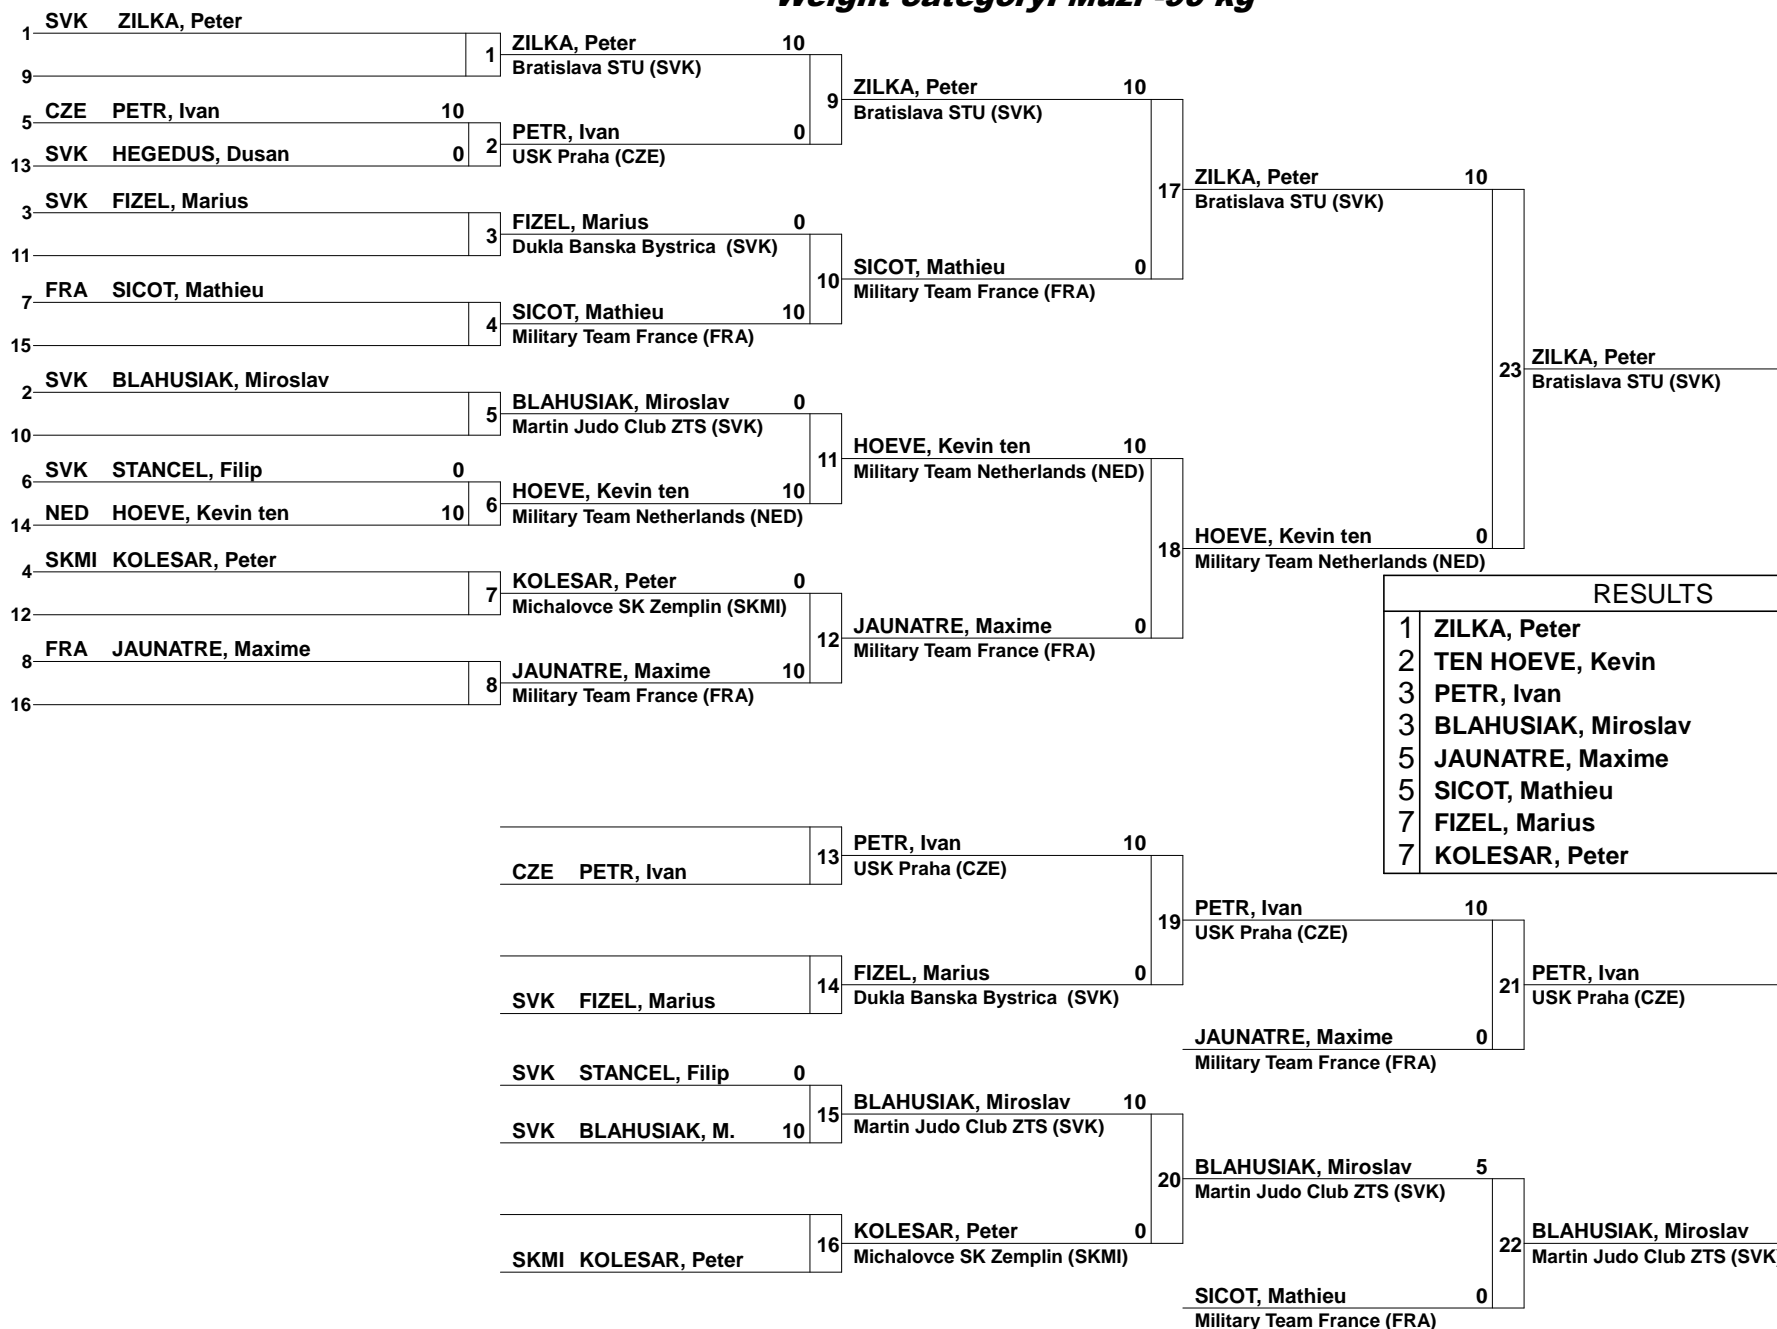 1 SVK ZILKA, Peter
9
5 CZE PETR, Ivan 10
13 SVK HEGEDUS, Dusan 0
3 SVK FIZEL, Marius
11
7 FRA SICOT, Mathieu
15
2 SVK BLAHUSIAK, Miroslav
10
6 SVK STANCEL, Filip 0
14 NED HOEVE, Kevin ten 10
4 SKMI KOLESAR, Peter
12
8 FRA JAUNATRE, Maxime
16
1 ZILKA, Peter 10
Bratislava STU (SVK)
2 PETR, Ivan 0
USK Praha (CZE)
3 FIZEL, Marius 0
Dukla Banska Bystrica (SVK)
4 SICOT, Mathieu 10
Military Team France (FRA)
5 BLAHUSIAK, Miroslav 0
Martin Judo Club ZTS (SVK)
6 HOEVE, Kevin ten 10
Military Team Netherlands (NED)
7 KOLESAR, Peter 0
Michalovce SK Zemplin (SKMI)
8 JAUNATRE, Maxime 10
Military Team France (FRA)
9 ZILKA, Peter 10
Bratislava STU (SVK)
10 SICOT, Mathieu 0
Military Team France (FRA)
11 HOEVE, Kevin ten 10
Military Team Netherlands (NED)
12 JAUNATRE, Maxime 0
Military Team France (FRA)
17 ZILKA, Peter 10
Bratislava STU (SVK)
18 HOEVE, Kevin ten 0
Military Team Netherlands (NED)
23 ZILKA, Peter
Bratislava STU (SVK)
RESULTS
1 ZILKA, Peter
2 TEN HOEVE, Kevin
3 PETR, Ivan
3 BLAHUSIAK, Miroslav
5 JAUNATRE, Maxime
5 SICOT, Mathieu
7 FIZEL, Marius
7 KOLESAR, Peter
CZE PETR, Ivan
SVK FIZEL, Marius
SVK STANCEL, Filip 0
SVK BLAHUSIAK, M. 10
SKMI KOLESAR, Peter
13 PETR, Ivan 10
USK Praha (CZE)
14 FIZEL, Marius 0
Dukla Banska Bystrica (SVK)
15 BLAHUSIAK, Miroslav 10
Martin Judo Club ZTS (SVK)
16 KOLESAR, Peter 0
Michalovce SK Zemplin (SKMI)
19 PETR, Ivan 10
USK Praha (CZE)
JAUNATRE, Maxime 0
Military Team France (FRA)
20 BLAHUSIAK, Miroslav 5
Martin Judo Club ZTS (SVK)
SICOT, Mathieu 0
Military Team France (FRA)
21 PETR, Ivan
USK Praha (CZE)
22 BLAHUSIAK, Miroslav
Martin Judo Club ZTS (SVK)